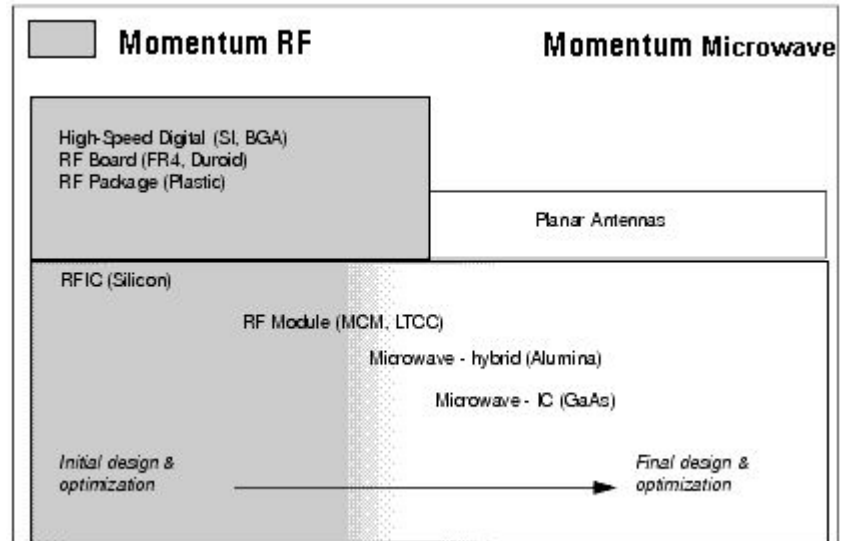 Momentum RF
Momentum Microwave
High-Speed Digital (SI, BGA)
RF Board (FR4, Duroid)
RF Package (Plastic)
Planar Antennas
RFIC (Silicon)
RF Module (MCM, LTCC)
Microwave - hybrid (Alumina)
Microwave - IC (GaAs)
Initial design &
optimization
Final design &
optimization